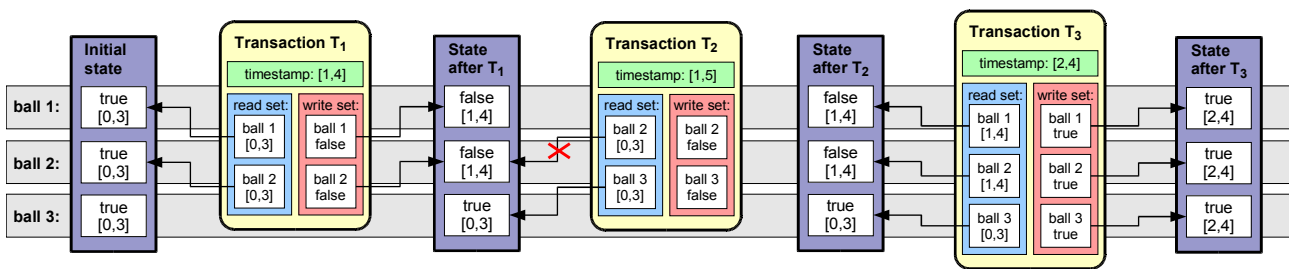 Initial
state
Transaction T1
State
after T1
Transaction T2
State
after T2
Transaction T3
State
after T3
timestamp: [1,4]
timestamp: [1,5]
timestamp: [2,4]
ball 1:
ball 2:
ball 3:
true
[0,3]
true
[0,3]
true
[0,3]
read set:
ball 1
[0,3]
ball 2
[0,3]
write set:
ball 1
false
ball 2
false
false
[1,4]
false
[1,4]
true
[0,3]
read set:
ball 2
[0,3]
ball 3
[0,3]
write set:
ball 2
false
ball 3
false
false
[1,4]
false
[1,4]
true
[0,3]
read set:
ball 1
[1,4]
ball 2
[1,4]
ball 3
[0,3]
write set:
ball 1
true
ball 2
true
ball 3
true
true
[2,4]
true
[2,4]
true
[2,4]